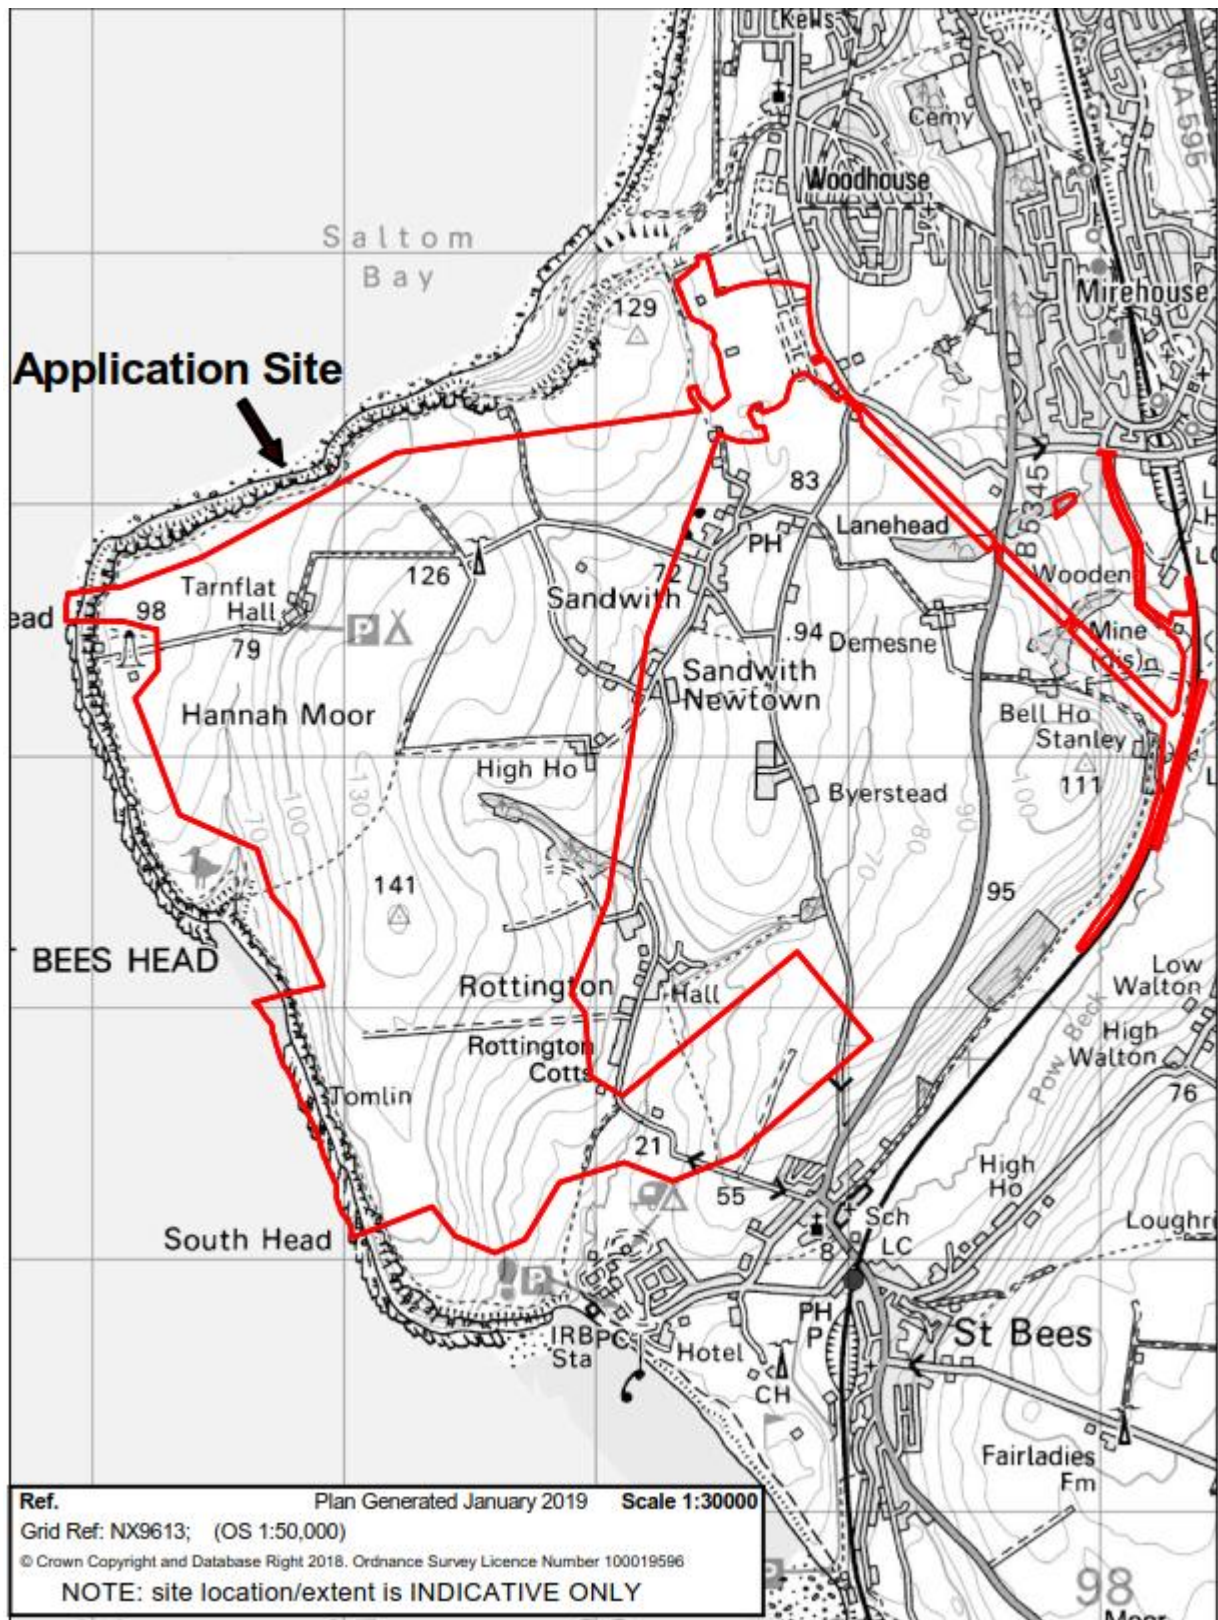 Kells
Cemy
A 595
Woodhouse
Saltom
Bay
Mirehouse
129
Application Site
70
83
B 5345
Lanehead
PH
126
72
Tarnflat
Hall
Wooden
ead
98
P
Sandwith
.94
Demesne
Mine
(dis)
79
Sandwith
Newtown
Hannah Moor
Bell Ho
Stanley
High Ho
111
Byerstead
70
100
130
70
80
90
100
141
95
T BEES HEAD
Low
Walton
Rottington
Hall
High
Walton
Rottington
Cotts
Pow Beck
Tomlin
76
21
High
Ho
55
Sch
LC
Loughri
South Head
8
P
PH
P
St Bees
IRB
Sta
PC
Hotel
CH
Fairladies
Fm
Ref.
Plan Generated January 2019
Scale 1:30000
Grid Ref: NX9613; (OS 1:50,000)
© Crown Copyright and Database Right 2018. Ordnance Survey Licence Number 100019596
NOTE: site location/extent is INDICATIVE ONLY
P
98
Moor